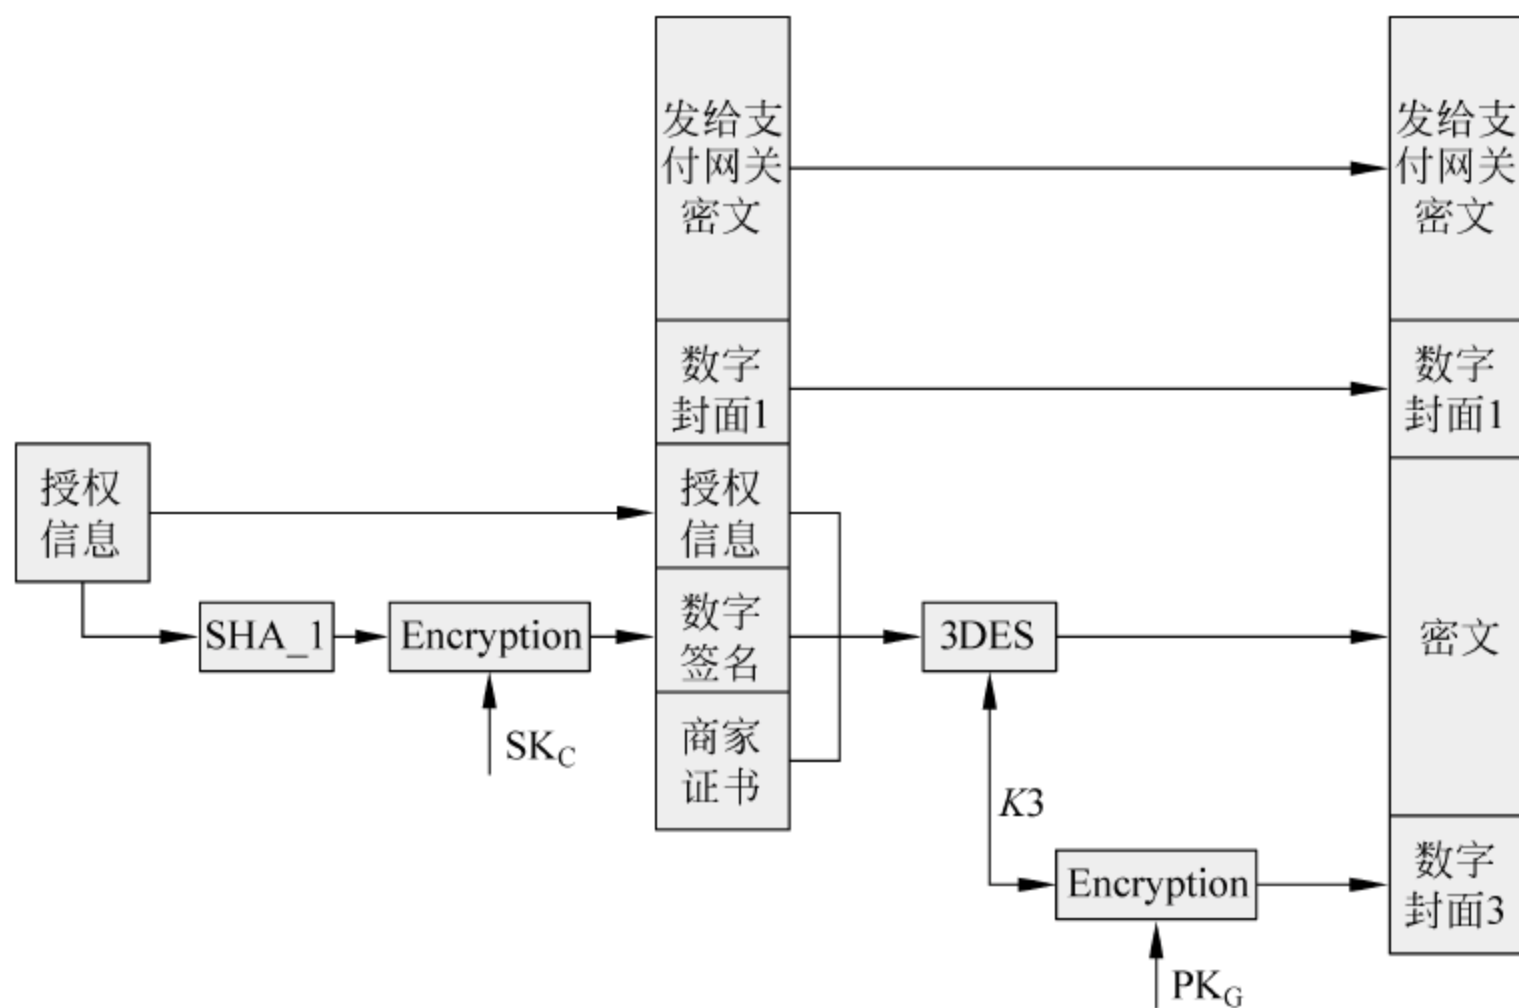 发给支
付网关
密文
数字
封面1
授权
信息
数字
签名
商家
证书
授权
信息
SHA_1
Encryption
SK_C
3DES
K3
Encryption
PK_G
发给支
付网关
密文
数字
封面1
密文
数字
封面3